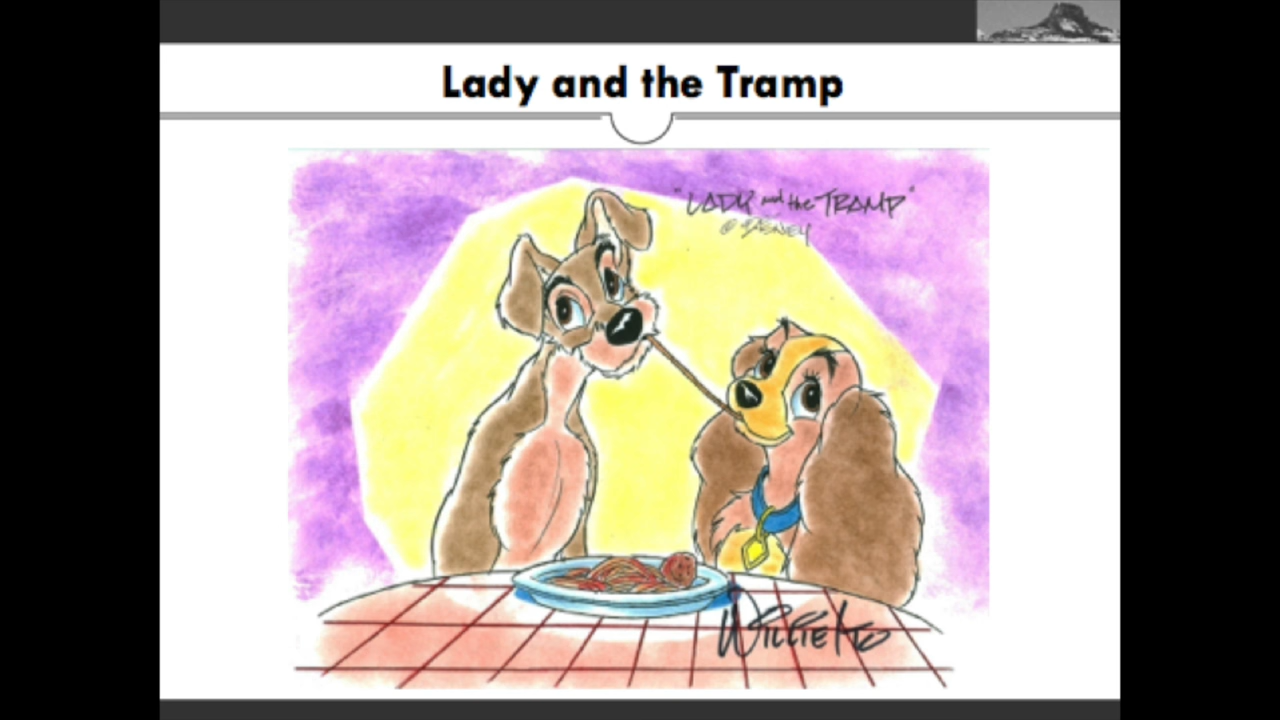 Lady and the Tramp
"LADY and the TRAMP"
© DISNEY
WILLIE ITO